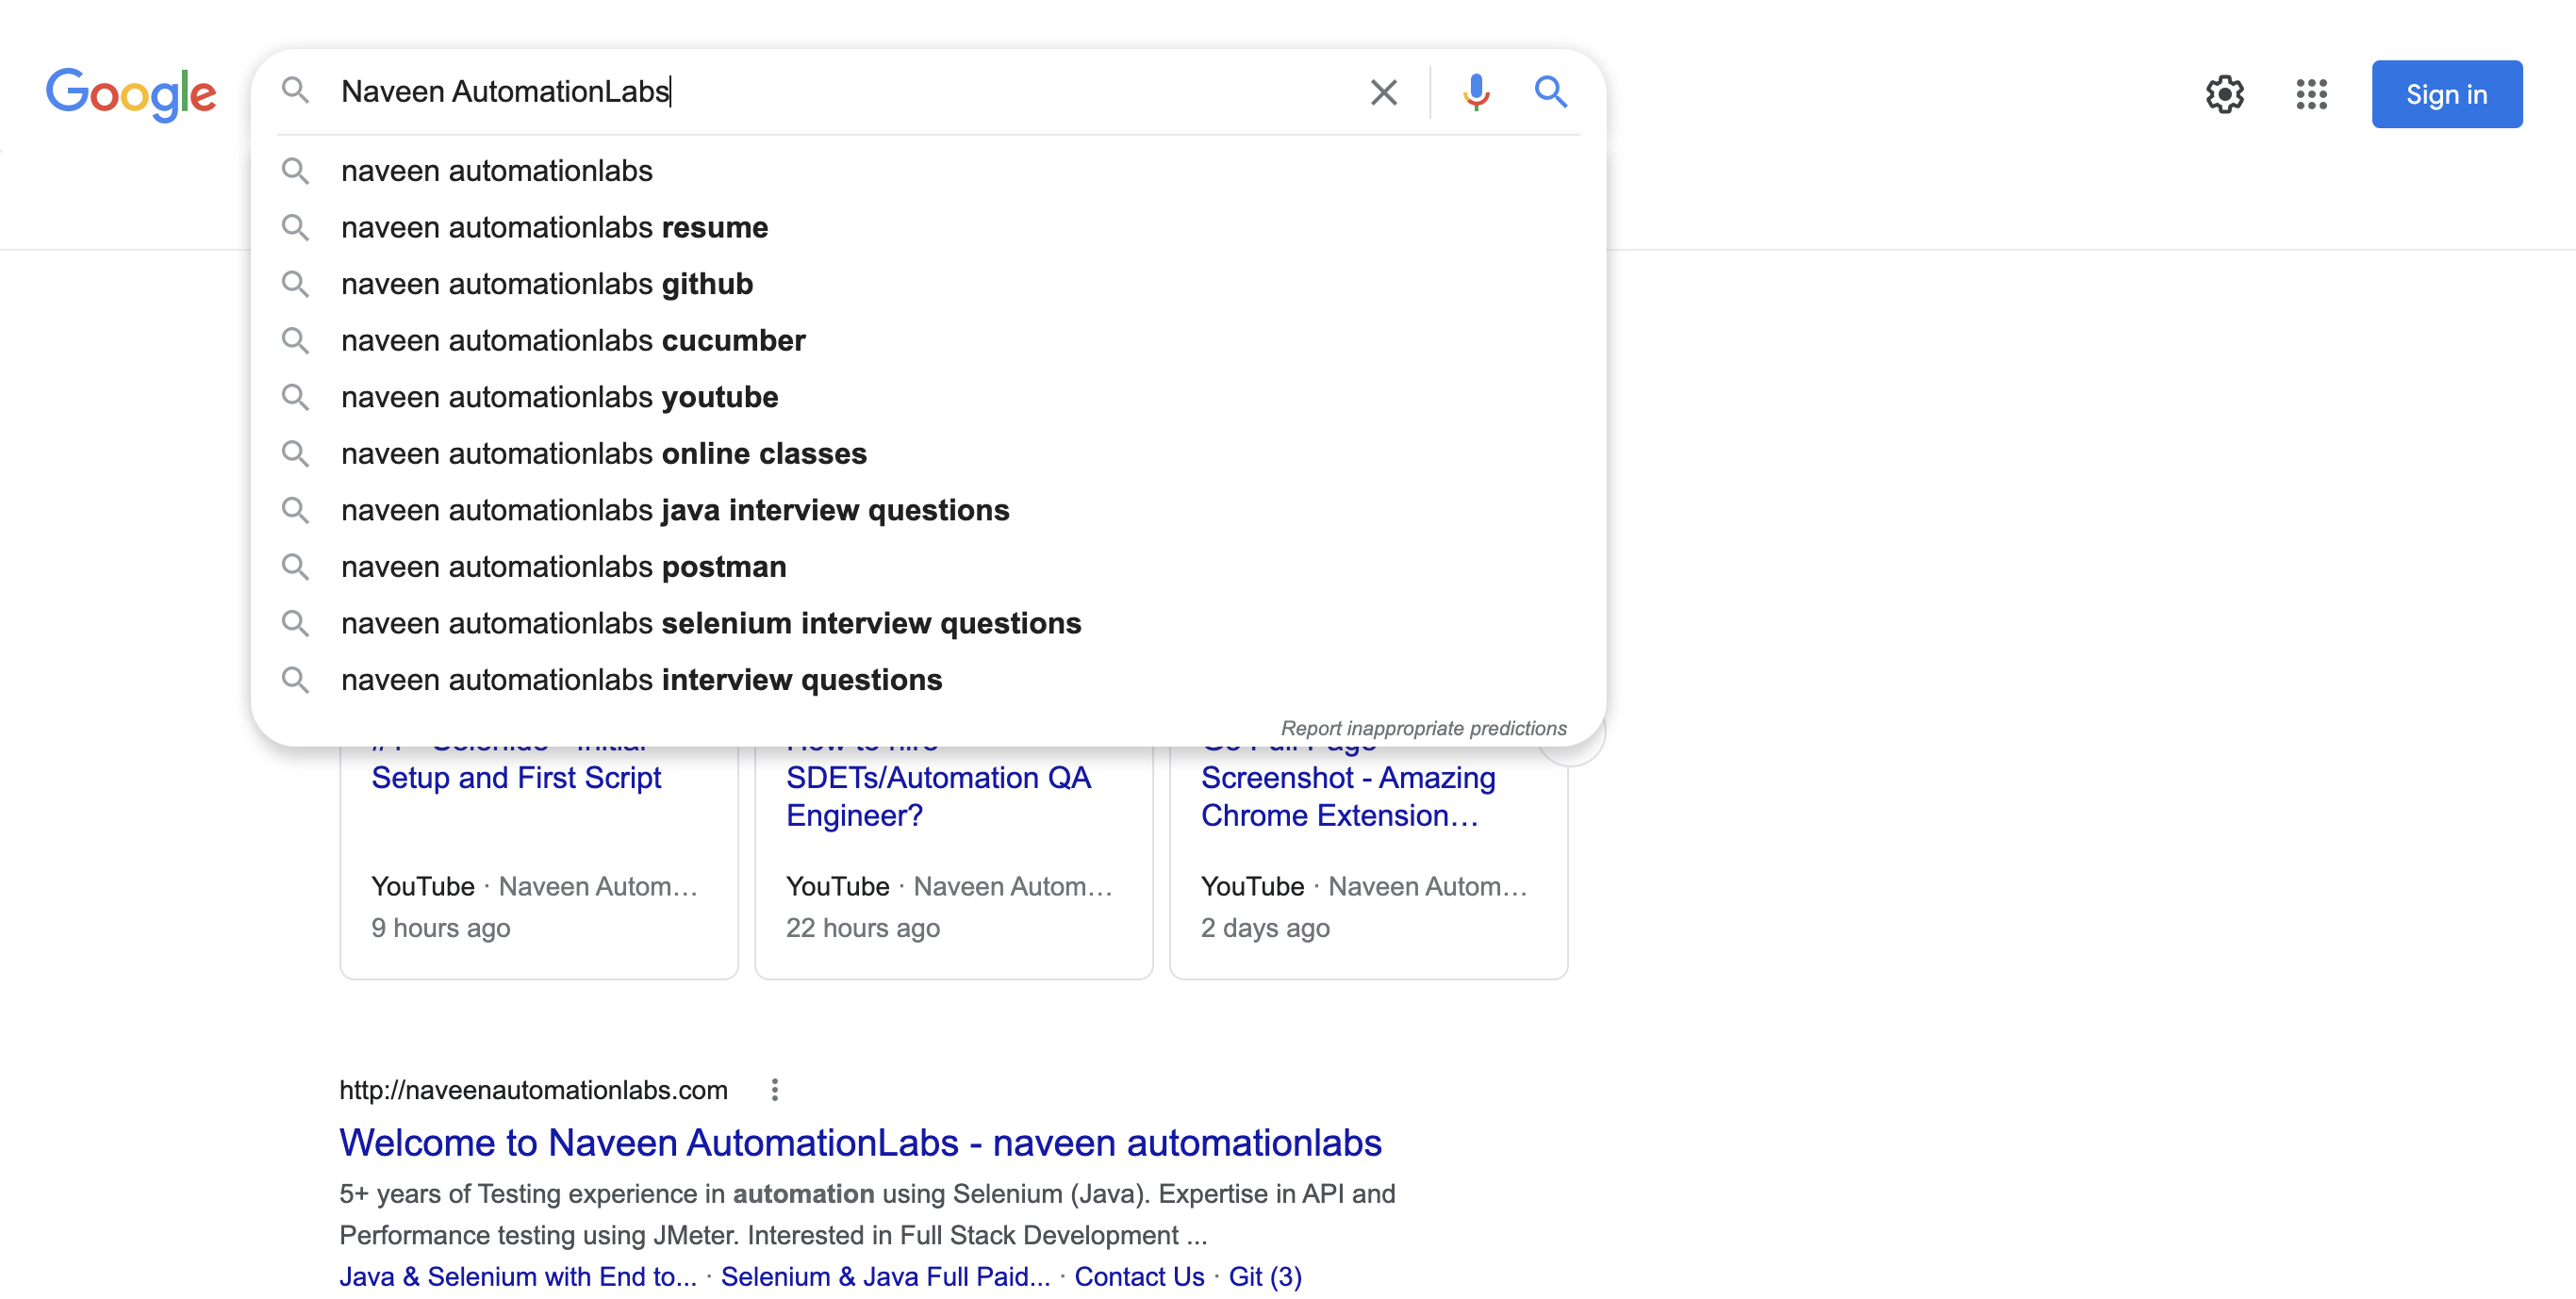 Google
Naveen AutomationLabs
Sign in
naveen automationlabs
naveen automationlabs resume
naveen automationlabs github
naveen automationlabs cucumber
naveen automationlabs youtube
naveen automationlabs online classes
naveen automationlabs java interview questions
naveen automationlabs postman
naveen automationlabs selenium interview questions
naveen automationlabs interview questions
Report inappropriate predictions
Setup and First Script
YouTube · Naveen Autom...
9 hours ago
How to hire
SDETs/Automation QA
Engineer?
YouTube · Naveen Autom...
22 hours ago
Screenshot - Amazing
Chrome Extension...
YouTube · Naveen Autom...
2 days ago
http://naveenautomationlabs.com
Welcome to Naveen AutomationLabs - naveen automationlabs
5+ years of Testing experience in automation using Selenium (Java). Expertise in API and
Performance testing using JMeter. Interested in Full Stack Development ...
Java & Selenium with End to... · Selenium & Java Full Paid... · Contact Us · Git (3)